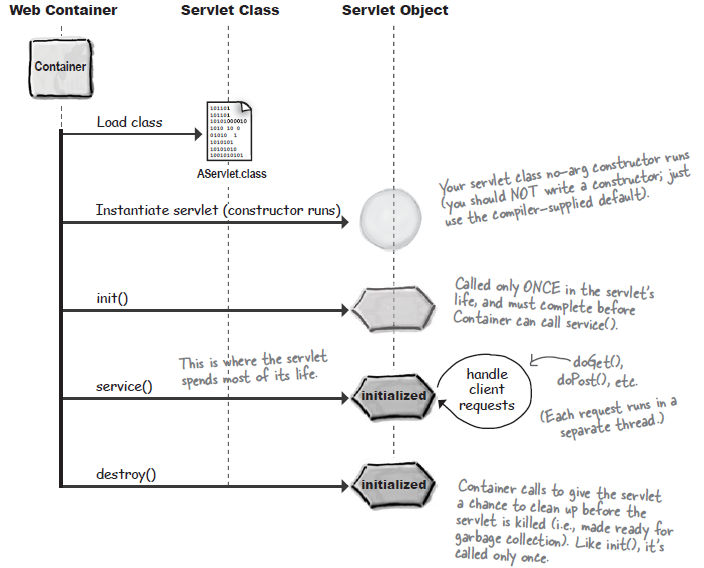 Web Container
Servlet Class
Servlet Object
Container
Load class
101101
101101
10101000010
1010 10 0
01010 1
1010101
10101010
1001010101
AServlet.class
Instantiate servlet (constructor runs)
Your servlet class no-arg constructor runs
(you should NOT write a constructor; just
use the compiler-supplied default).
init()
Called only ONCE in the servlet's
life, and must complete before
Container can call service().
service()
This is where the servlet
spends most of its life.
initialized
handle
client
requests
doGet(),
doPost(), etc.
(Each request runs in a
separate thread.)
destroy()
initialized
Container calls to give the servlet
a chance to clean up before the
servlet is killed (i.e., made ready for
garbage collection). Like init(), it's
called only once.